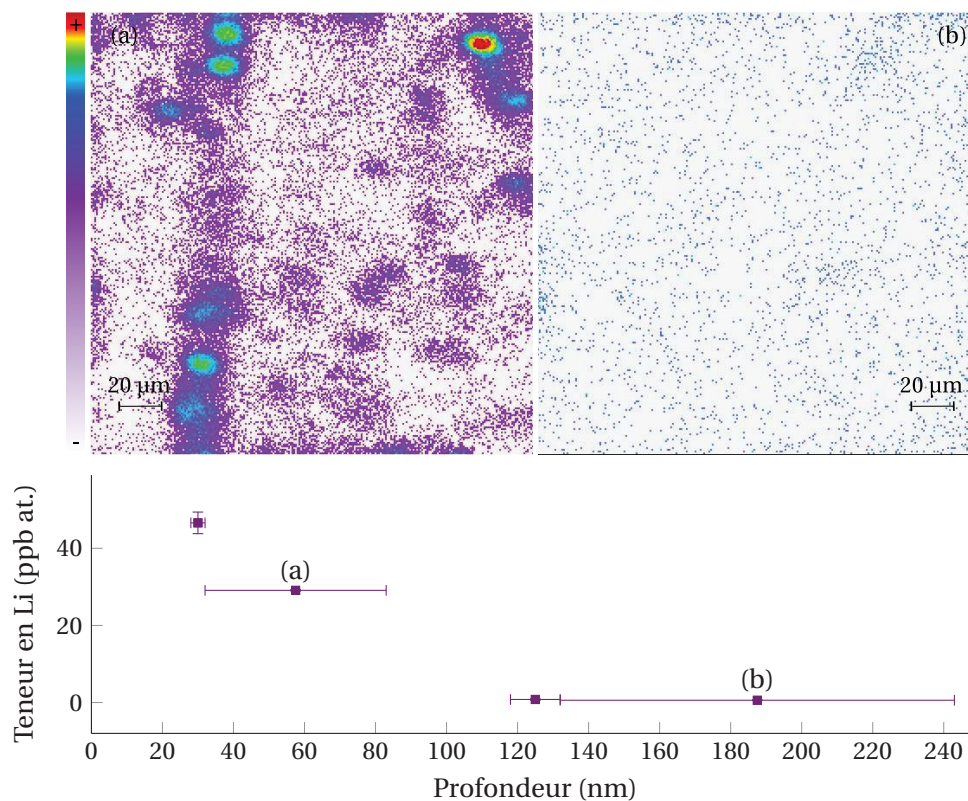 +
(a)
(b)
20 µm
20 µm
-
Teneur en Li (ppb at.)
40
20
0
(a)
(b)
0 20 40 60 80 100 120 140 160 180 200 220 240
Profondeur (nm)